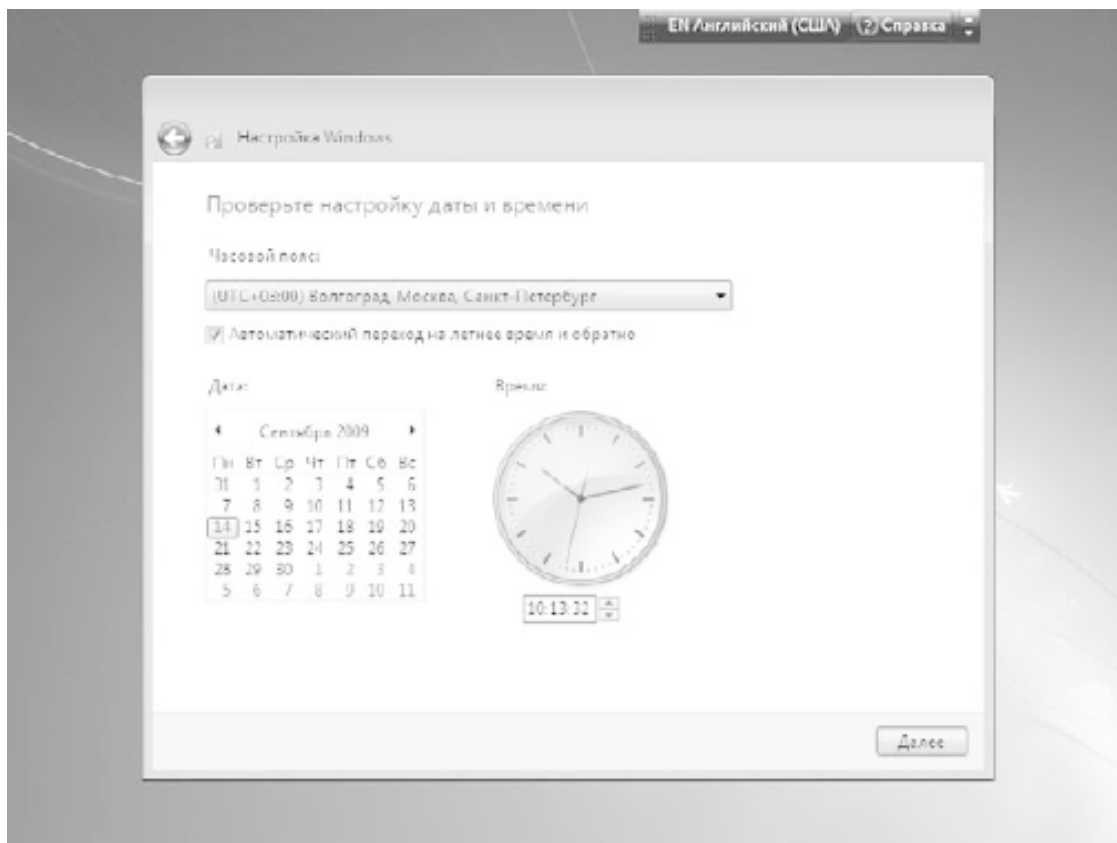 EN Английский (США) Справка
Настройка Windows
Проверьте настройку даты и времени
Часовой пояс:
(UTC+03:00) Волгоград, Москва, Санкт-Петербург
Автоматический переход на летнее время и обратно
Дата:
Время:
Сентябрь 2009
Пн Вт Ср Чт Пт Сб Вс
31 1 2 3 4 5 6
7 8 9 10 11 12 13
14 15 16 17 18 19 20
21 22 23 24 25 26 27
28 29 30 1 2 3 4
5 6 7 8 9 10 11
10:13:32
Далее